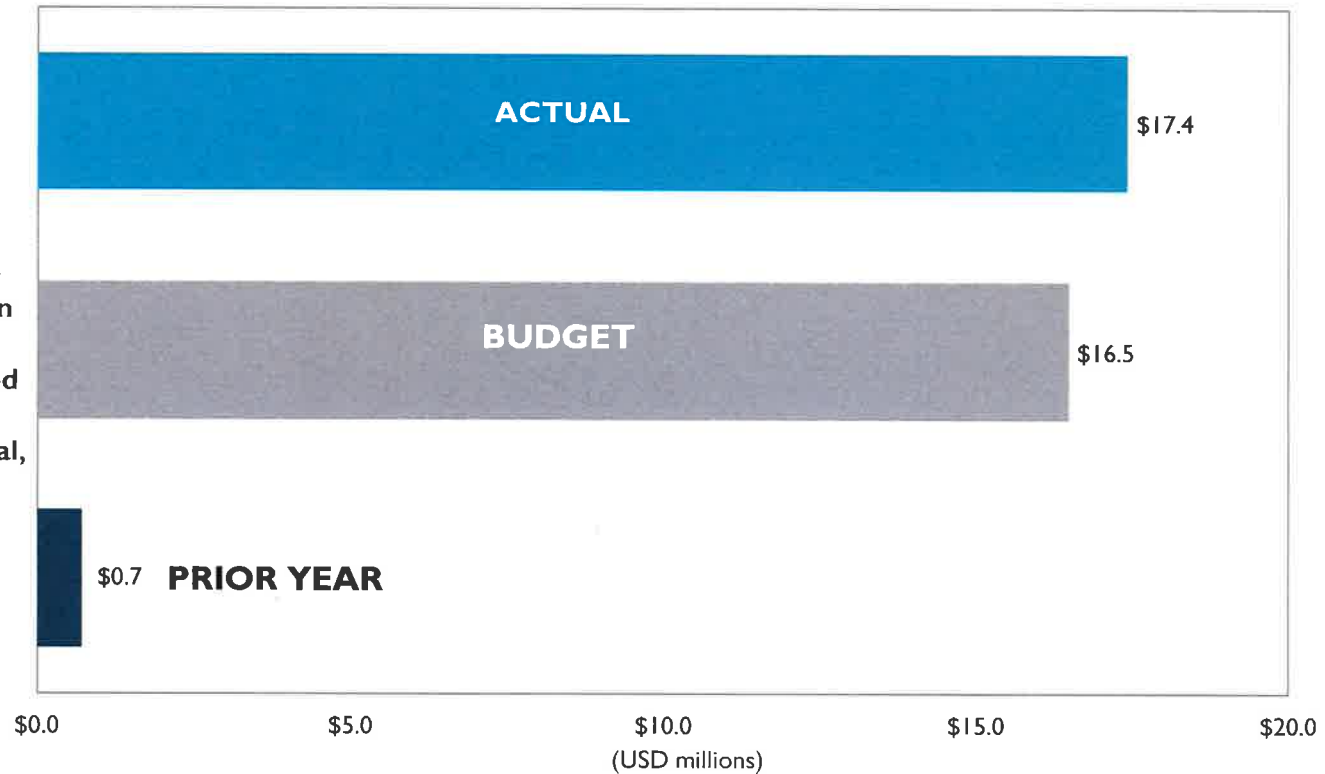 ACTUAL
$17.4
n
BUDGET
$16.5
d
al,
$0.7 PRIOR YEAR
$0.0 $5.0 $10.0 $15.0 $20.0
(USD millions)